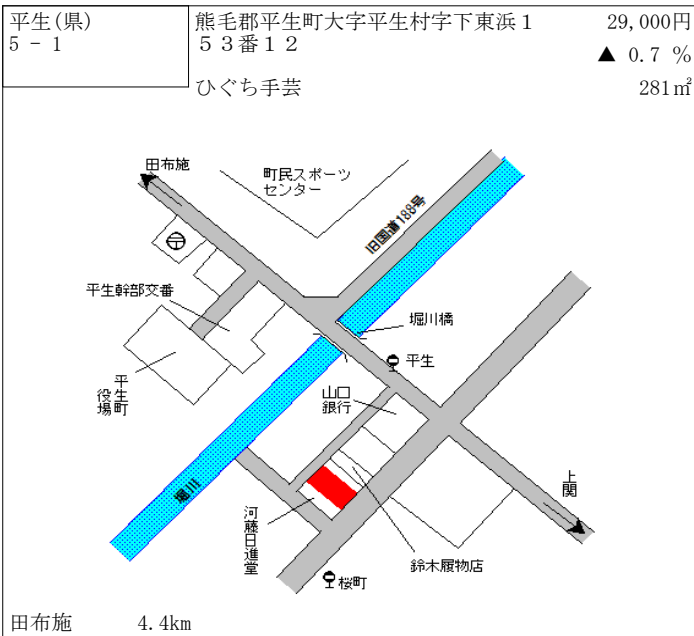 平生(県)
5 - 1
熊毛郡平生町大字平生村字下東浜1
53番12
ひぐち手芸
29,000円
▲ 0.7 %
281㎡
田布施
町民スポーツ
センター
旧国道188号
平生幹部交番
堀川橋
平生
平生町
役場
山口
銀行
堀川
上関
河藤日進堂
鈴木履物店
桜町
田布施 4.4km